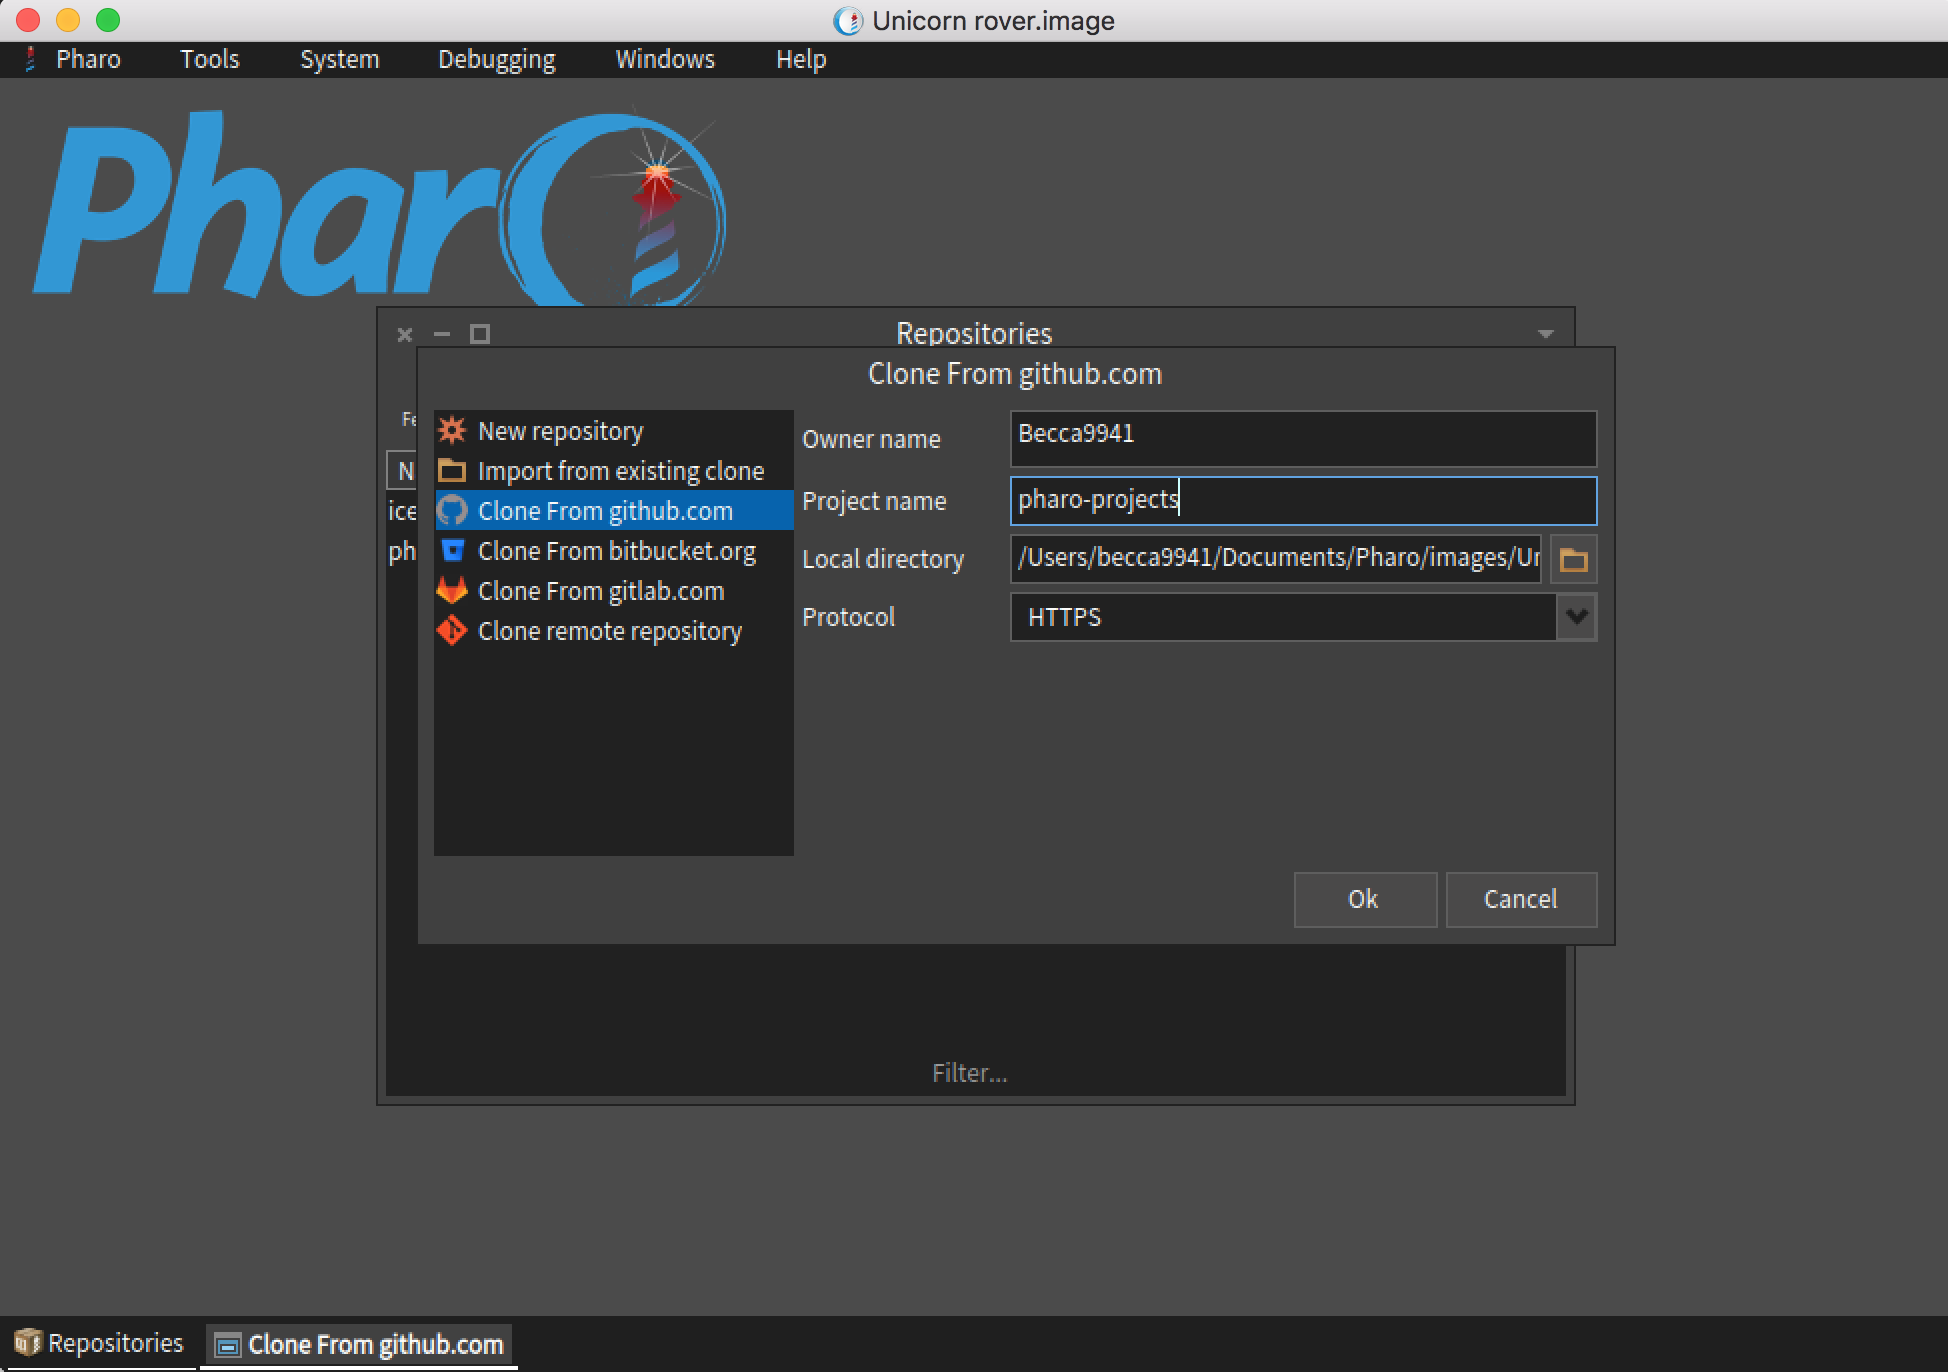 Unicorn rover.image
Pharo Tools System Debugging Windows Help
Pharo
Repositories
Clone From github.com
New repository
Import from existing clone
Clone From github.com
Clone From bitbucket.org
Clone From gitlab.com
Clone remote repository
Owner name Becca9941
Project name pharo-projects
Local directory /Users/becca9941/Documents/Pharo/images/Ur
Protocol HTTPS
Fe
N
ice
ph
Ok Cancel
Filter...
Repositories Clone From github.com